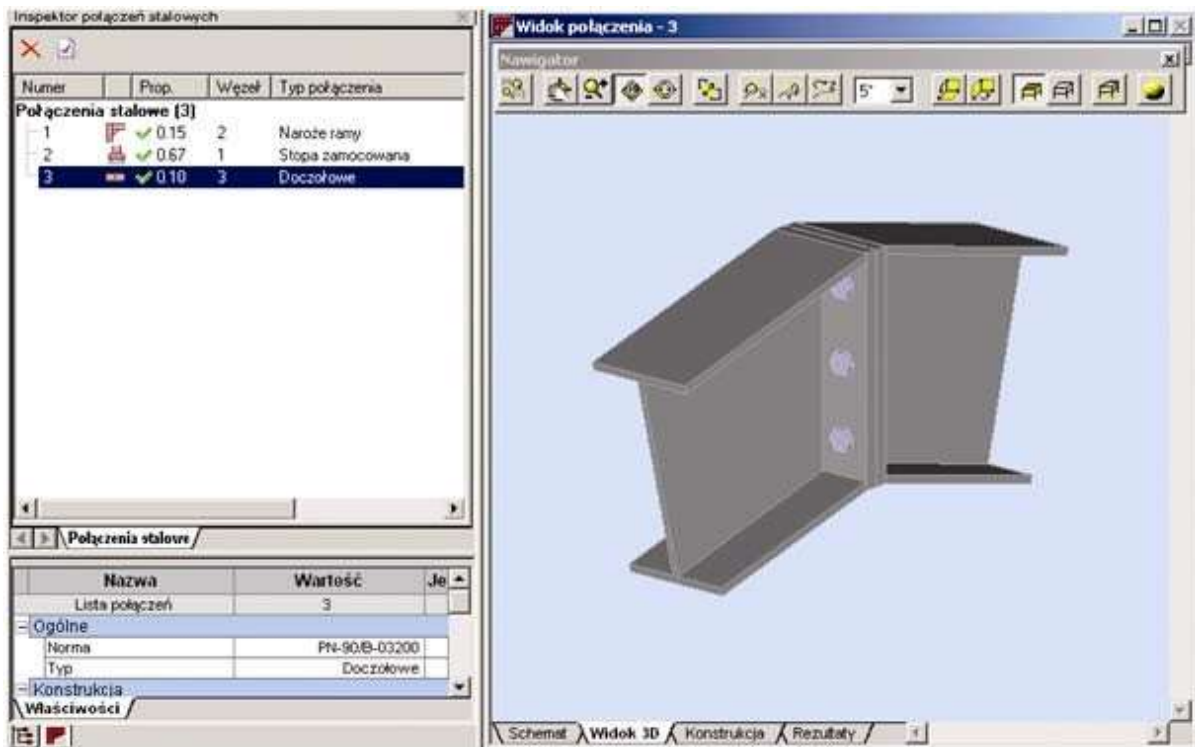 Inspektor połączeń stalowych
Numer Prop. Węzeł Typ połączenia
Połączenia stalowe (3)
1 0.15 2 Naroże ramy
2 0.67 1 Stopa zamocowana
3 0.10 3 Doczołowe
Połączenia stalowe
Nazwa Wartość Je
Lista połączeń 3
Ogólne
Norma PN-90/B-03200
Typ Doczołowe
Konstrukcja
Właściwości
Widok połączenia - 3
Nawigator
5°
Schemat Widok 3D Konstrukcja Rezultaty